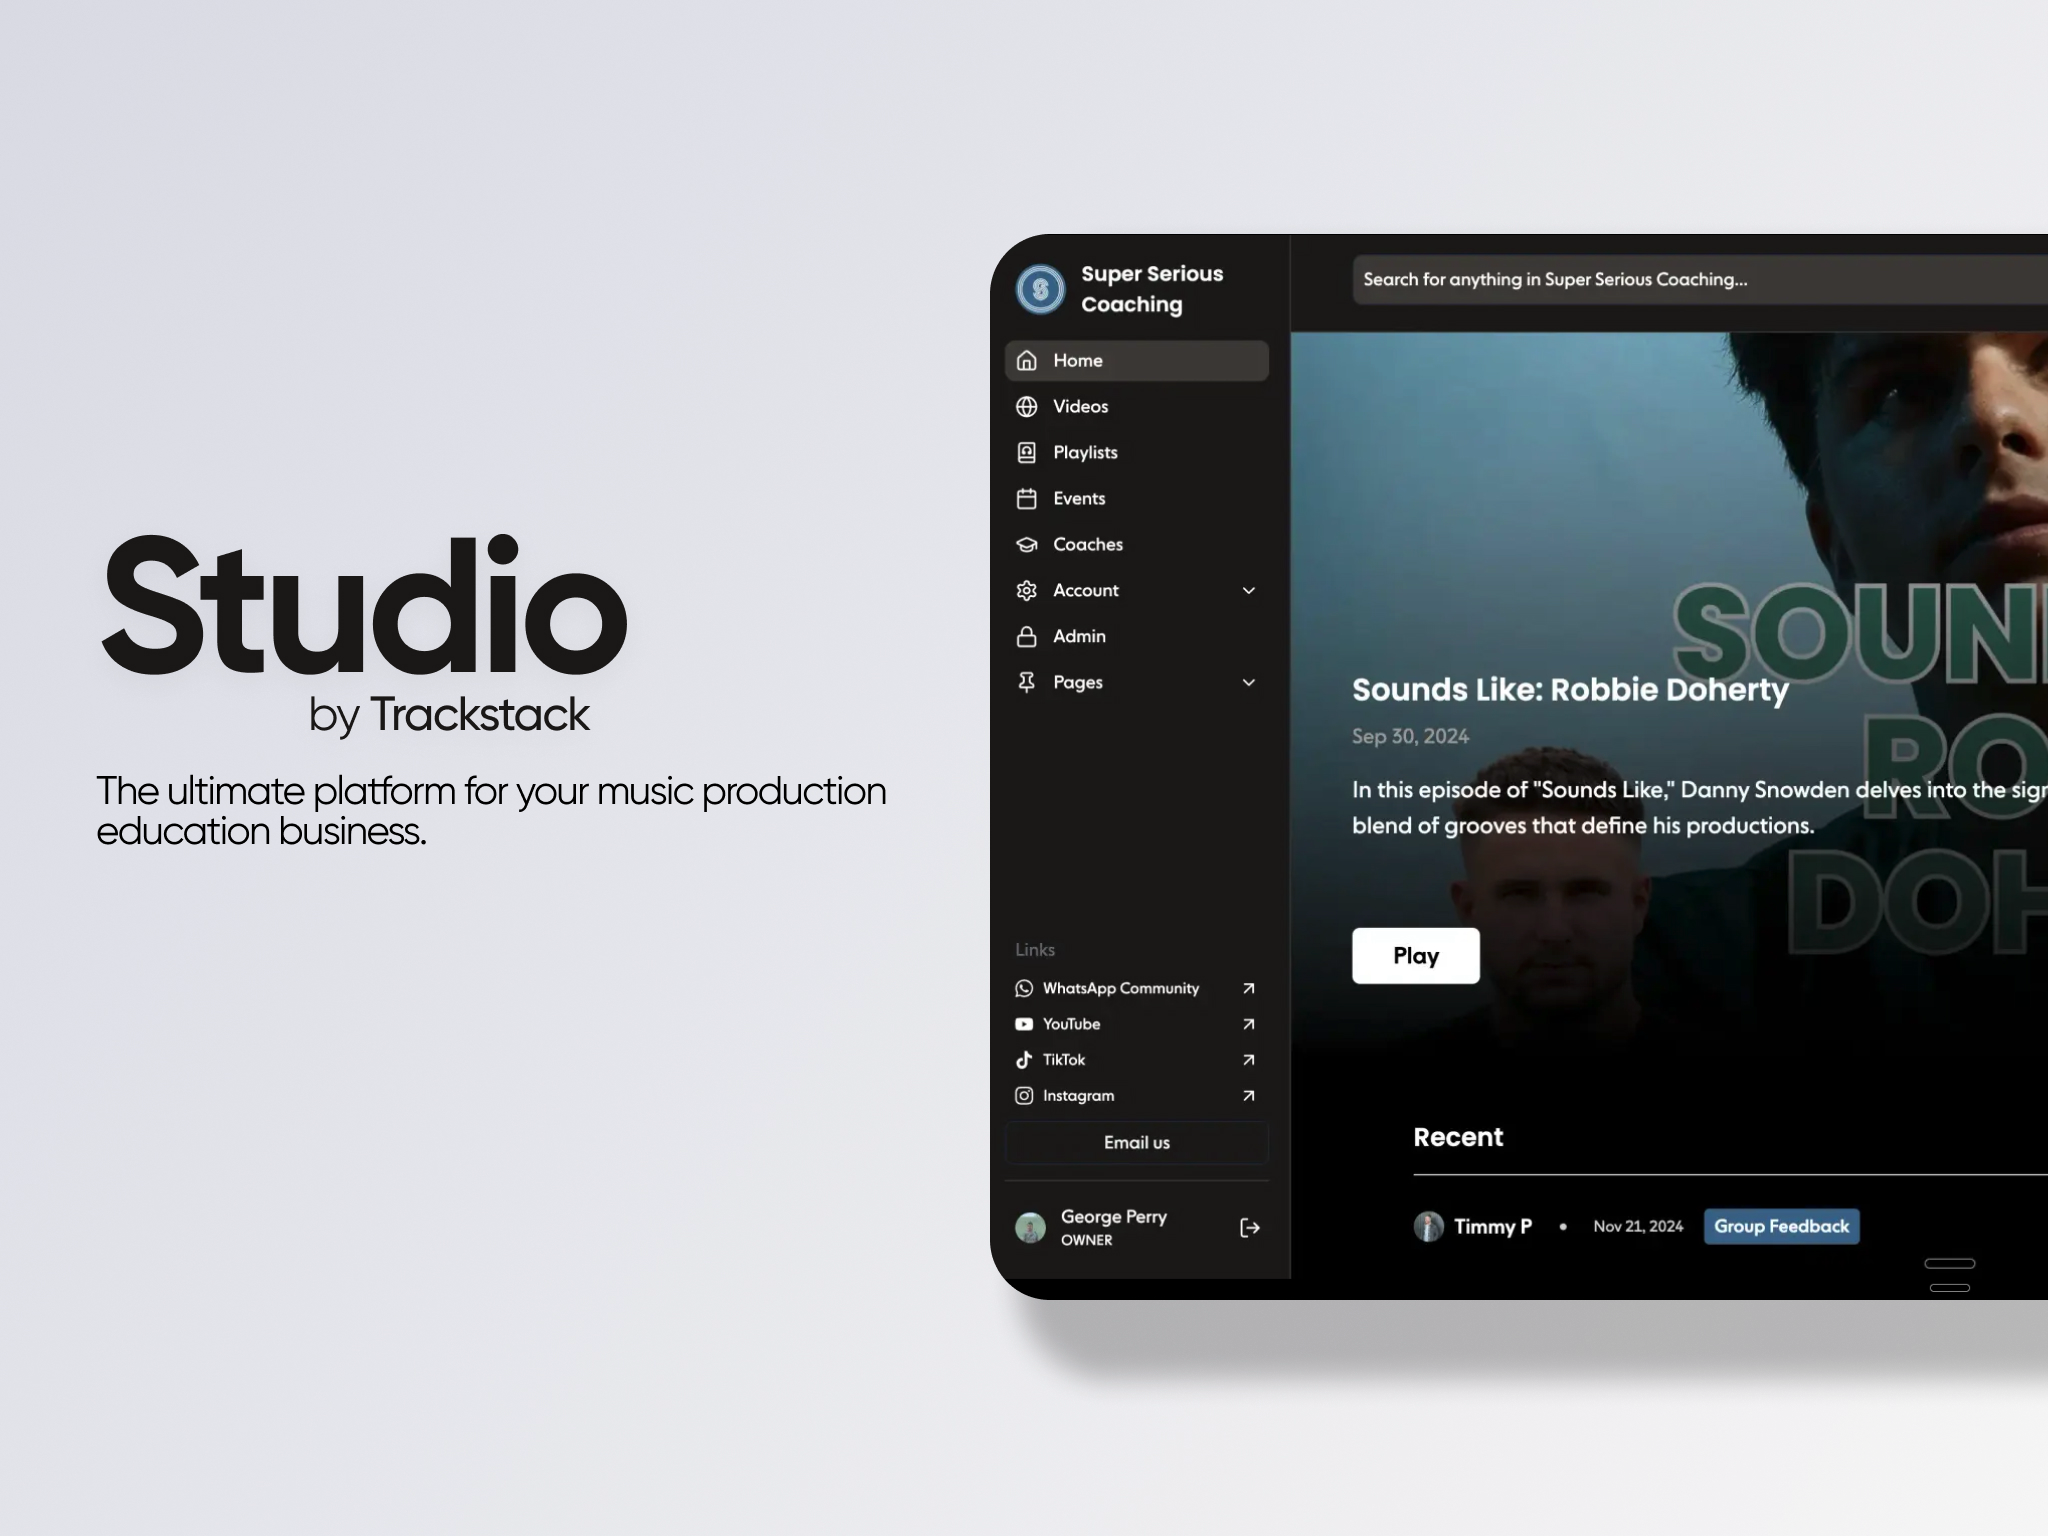 Studio
by Trackstack
The ultimate platform for your music production
education business.
Super Serious
Coaching
Home
Videos
Playlists
Events
Coaches
Account
Admin
Pages
Links
WhatsApp Community
YouTube
TikTok
Instagram
Email us
George Perry
OWNER
Search for anything in Super Serious Coaching...
SOUN
RO
DOH
Sounds Like: Robbie Doherty
Sep 30, 2024
In this episode of "Sounds Like," Danny Snowden delves into the sign
blend of grooves that define his productions.
Play
Recent
Timmy P • Nov 21, 2024 Group Feedback